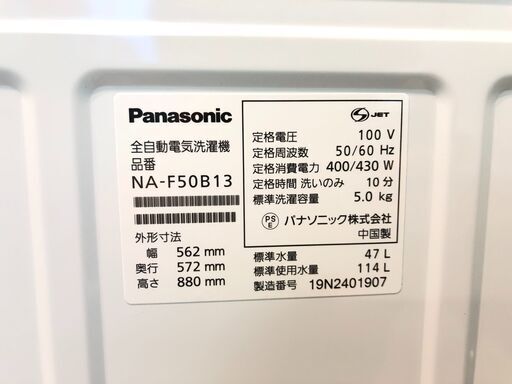 Panasonic
全自動電気洗濯機
品番
NA-F50B13
外形寸法
幅 562 mm
奥行 572 mm
高さ 880 mm
S JET
定格電圧 100 V
定格周波数 50/60 Hz
定格消費電力 400/430 W
定格時間 洗いのみ 10 分
標準洗濯容量 5.0 kg
PSE パナソニック株式会社
中国製
標準水量 47 L
標準使用水量 114 L
製造番号 19N2401907